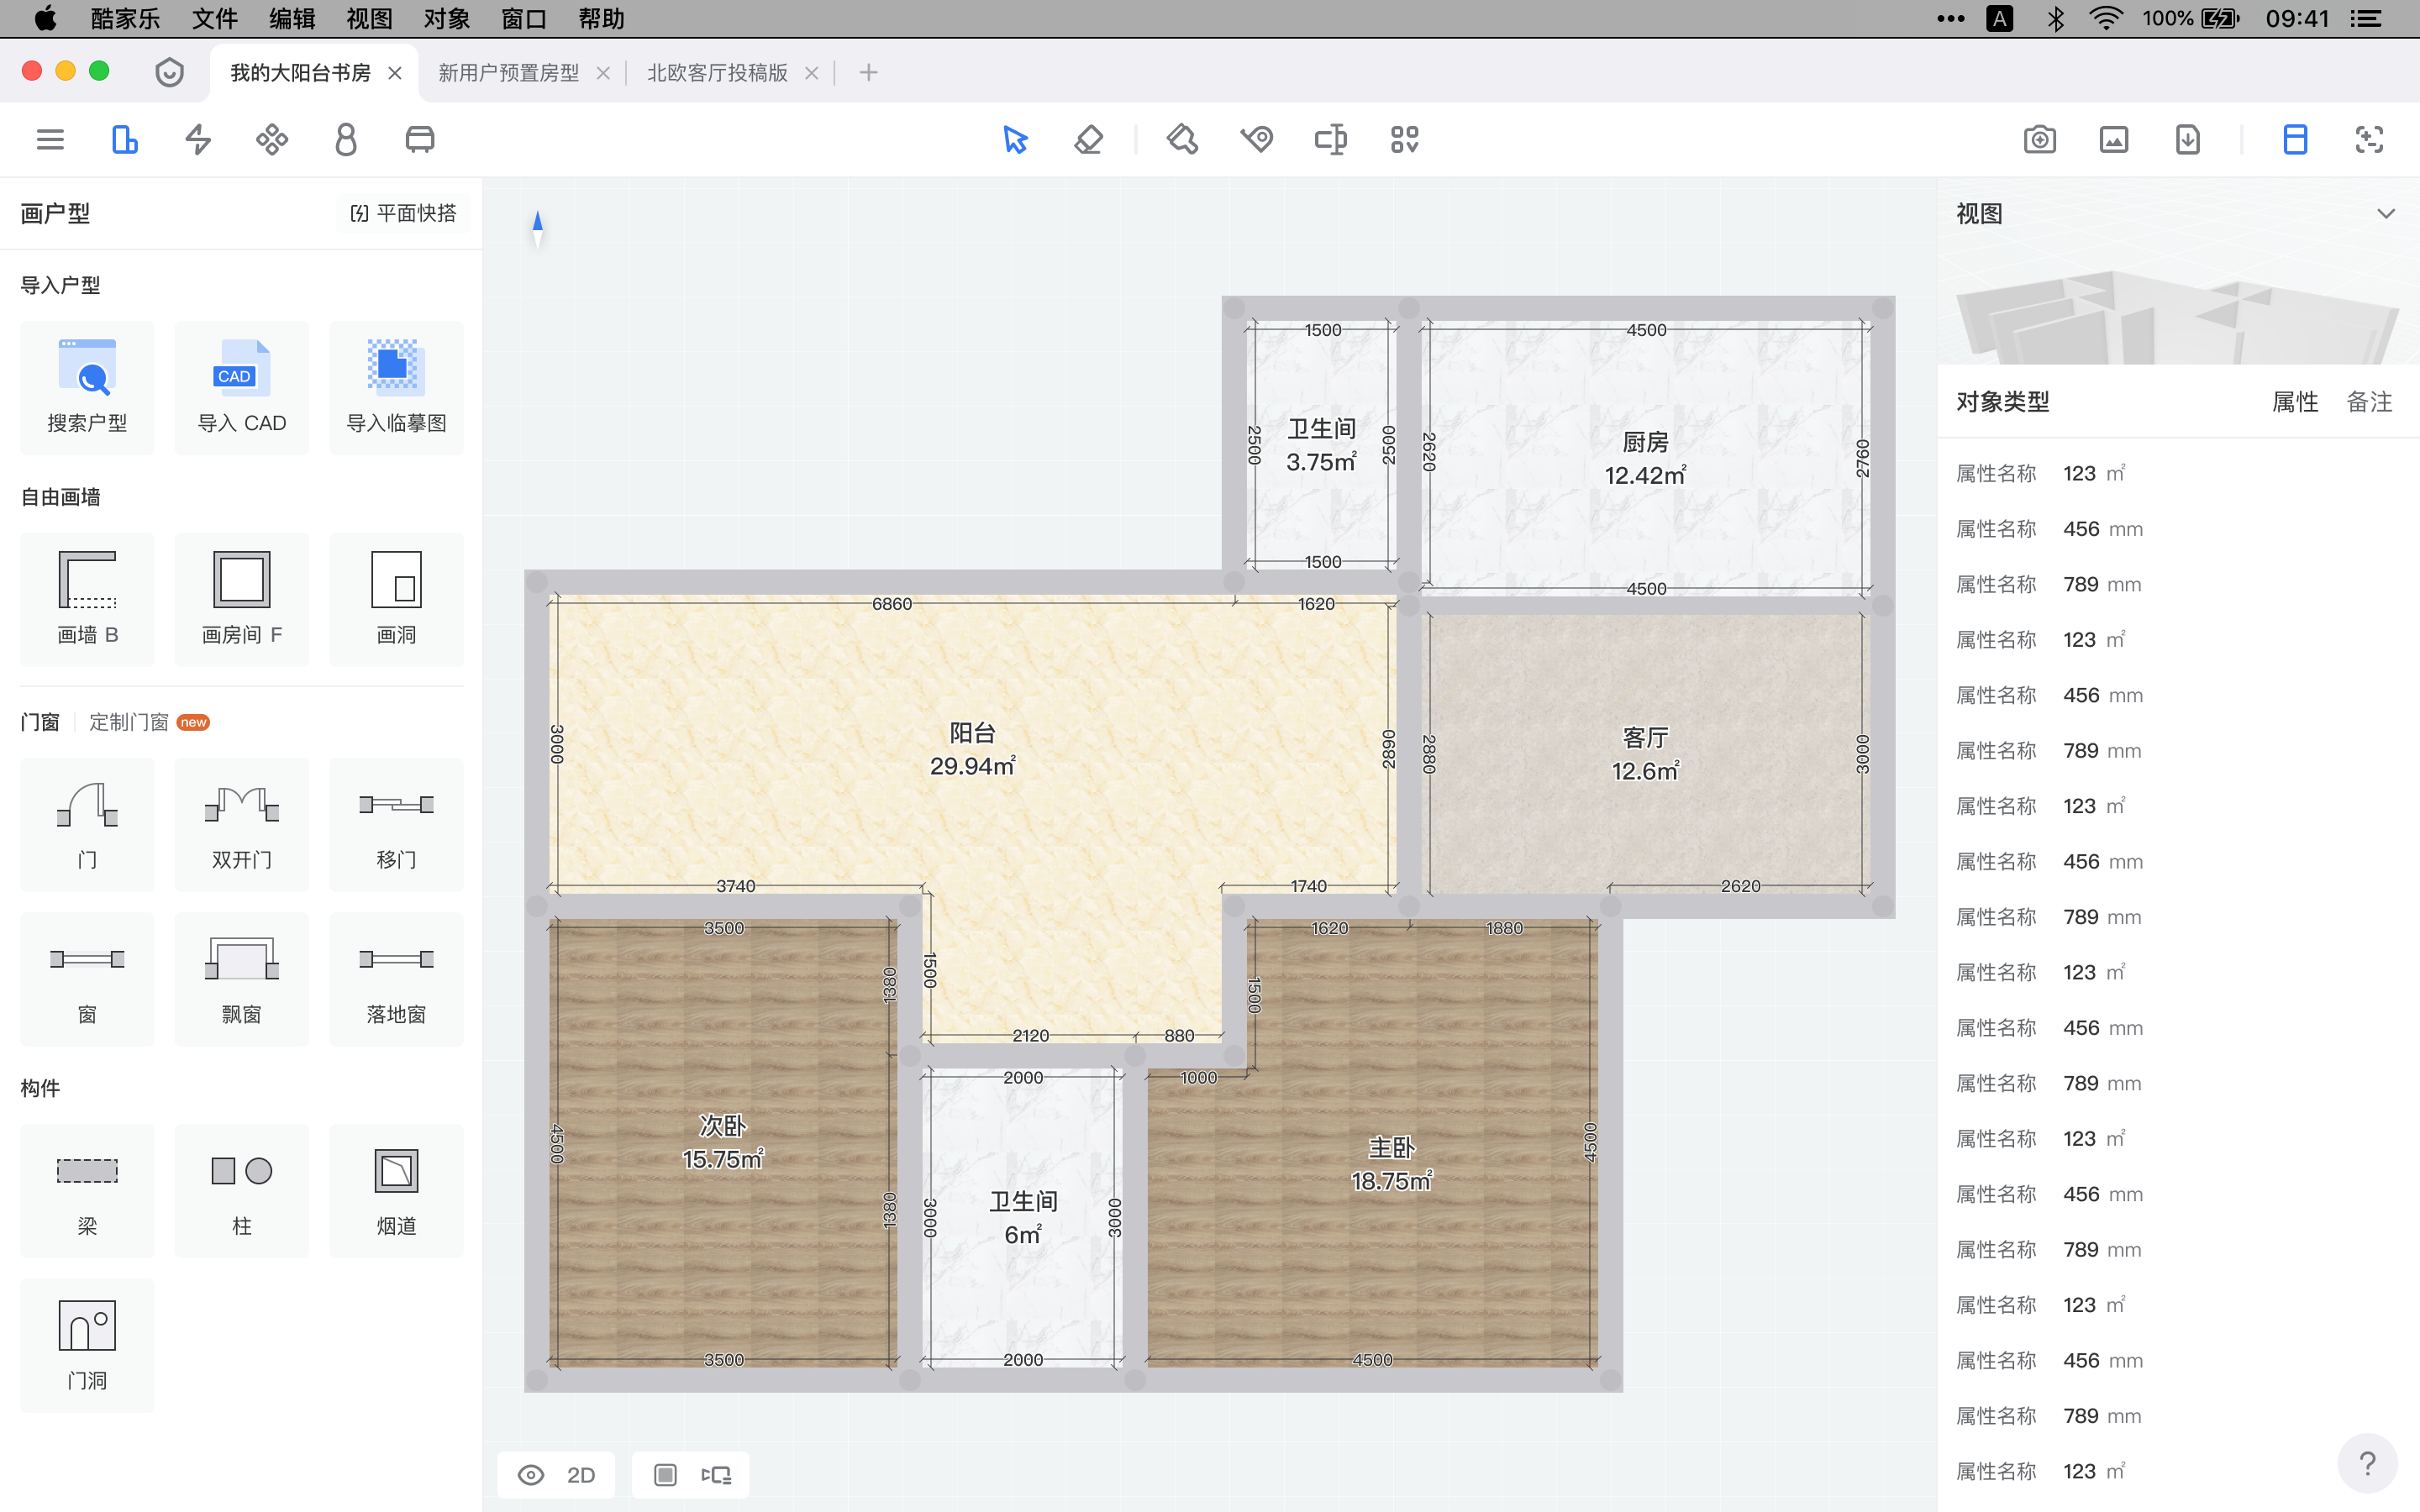 酷家乐 文件 编辑 视图 对象 窗口 帮助 A 100% 09:41
我的大阳台书房 新用户预置房型 北欧客厅投稿版
画户型 平面快搭
导入户型
CAD
搜索户型 导入 CAD 导入临摹图
自由画墙
画墙 B 画房间 F 画洞
门窗 定制门窗 new
门 双开门 移门
窗 飘窗 落地窗
构件
梁 柱 烟道
门洞
1500
2500
卫生间
3.75㎡
2500
1500
4500
2620
厨房
12.42㎡
2760
4500
6860
1620
3000
阳台
29.94㎡
2890
3740
1740
1500
2120
880
2880
客厅
12.6㎡
3000
2620
3500
1380
4500
次卧
15.75㎡
1380
3500
2000
3000
卫生间
6㎡
3000
2000
1620
1880
1500
1000
主卧
18.75㎡
4500
4500
2D
视图
对象类型 属性 备注
属性名称 123 ㎡
属性名称 456 mm
属性名称 789 mm
属性名称 123 ㎡
属性名称 456 mm
属性名称 789 mm
属性名称 123 ㎡
属性名称 456 mm
属性名称 789 mm
属性名称 123 ㎡
属性名称 456 mm
属性名称 789 mm
属性名称 123 ㎡
属性名称 456 mm
属性名称 789 mm
属性名称 123 ㎡
属性名称 456 mm
属性名称 789 mm
属性名称 123 ㎡
?